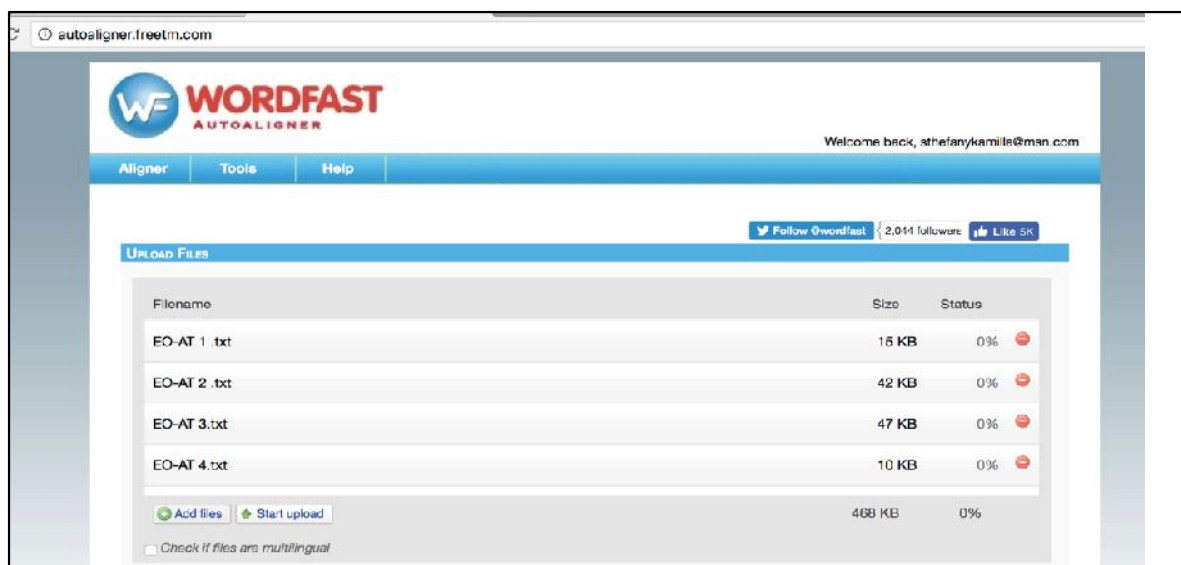 autoaligner.freetm.com
WF WORDFAST
AUTOALIGNER
Welcome back, sthefanykamilla@msn.com
Aligner Tools Help
Follow @wordfast 2,044 followers Like 5K
UPLOAD FILES
Filename Size Status
EO-AT 1 .txt 15 KB 0%
EO-AT 2 .txt 42 KB 0%
EO-AT 3.txt 47 KB 0%
EO-AT 4.txt 10 KB 0%
Add files Start upload 468 KB 0%
Check if files are multilingual